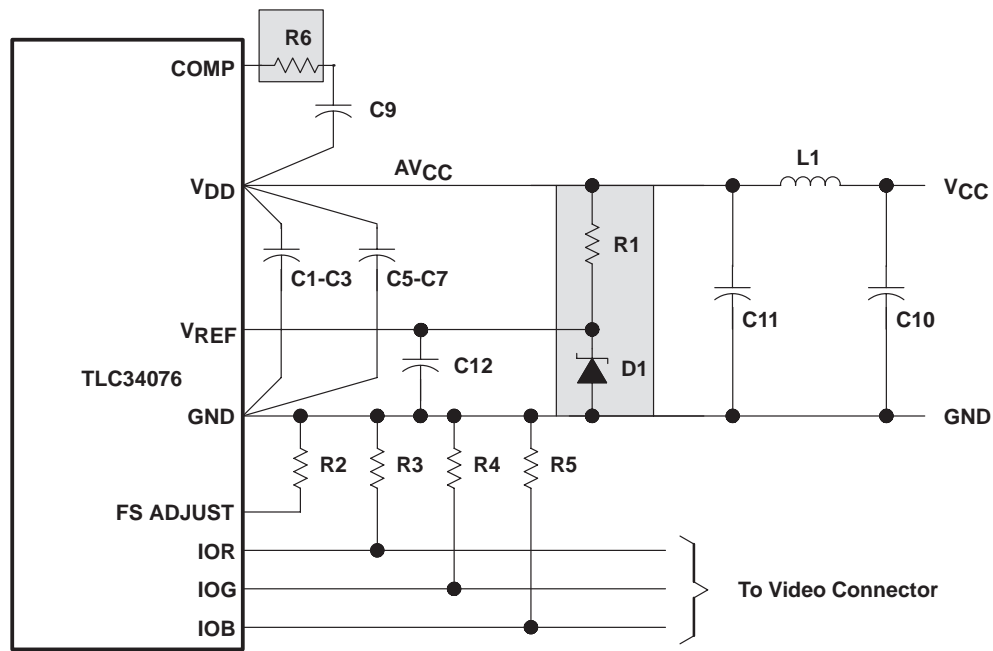 R6
COMP
C9
L1
AVCC
VDD
VCC
R1
C1-C3
C5-C7
C11
C10
VREF
C12
D1
TLC34076
GND
GND
R2
R3
R4
R5
FS ADJUST
IOR
IOG
To Video Connector
IOB